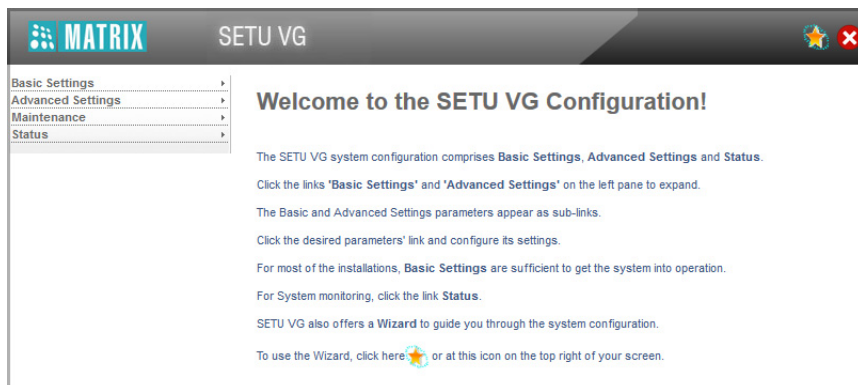 MATRIX SETU VG
Basic Settings
Advanced Settings
Maintenance
Status
Welcome to the SETU VG Configuration!
The SETU VG system configuration comprises Basic Settings, Advanced Settings and Status.
Click the links 'Basic Settings' and 'Advanced Settings' on the left pane to expand.
The Basic and Advanced Settings parameters appear as sub-links.
Click the desired parameters' link and configure its settings.
For most of the installations, Basic Settings are sufficient to get the system into operation.
For System monitoring, click the link Status.
SETU VG also offers a Wizard to guide you through the system configuration.
To use the Wizard, click here or at this icon on the top right of your screen.